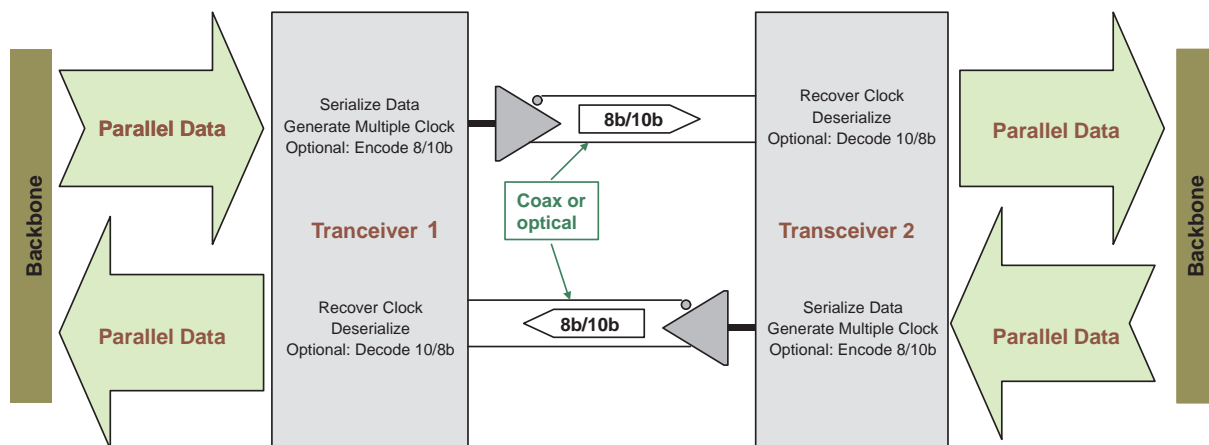 Backbone
Parallel Data
Serialize Data
Generate Multiple Clock
Optional: Encode 8/10b
8b/10b
Recover Clock
Deserialize
Optional: Decode 10/8b
Parallel Data
Coax or
optical
Tranceiver 1
Transceiver 2
Parallel Data
Recover Clock
Deserialize
Optional: Decode 10/8b
8b/10b
Serialize Data
Generate Multiple Clock
Optional: Encode 8/10b
Parallel Data
Backbone